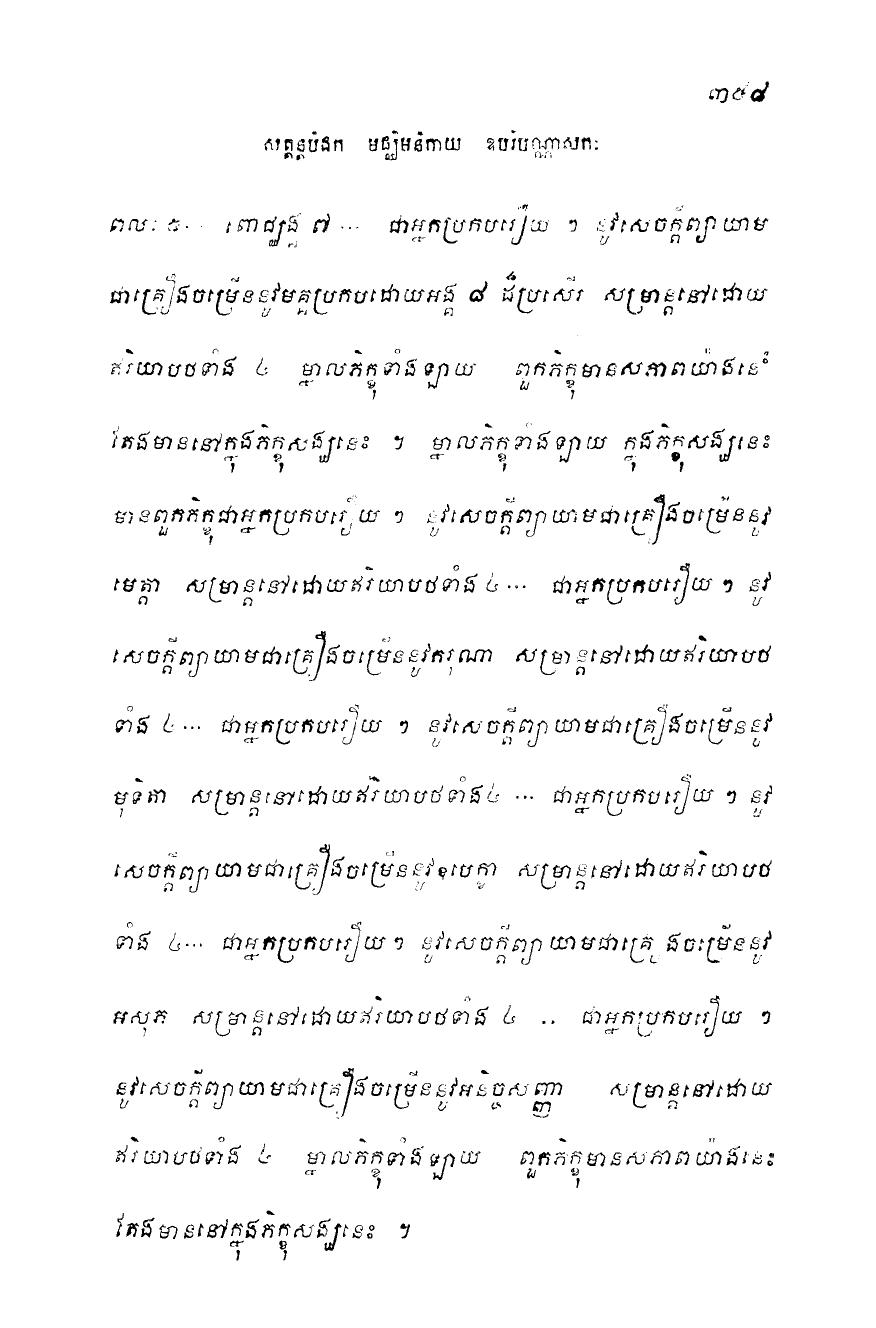 ៣៥៨
សុត្តន្តបិដក មជ្ឈិមនិកាយ ឧបរិបណ្ណាសកៈ
ពលៈ ៥... ពោជ្ឈង្គ ៧ ... ជាអ្នកប្រកបរឿយ ៗ នូវសេចក្តីព្យាយាម
ជាគ្រឿងចម្រើននូវមគ្គប្រកបដោយអង្គ ៨ ដ៏ប្រសើរ សម្រាន្តនៅដោយ
ឥរិយាបថទាំង ៤ ម្នាលភិក្ខុទាំងឡាយ ពួកភិក្ខុមានសភាពយ៉ាងនេះ
តែងមាននៅក្នុងភិក្ខុសង្ឃនេះ ។ ម្នាលភិក្ខុទាំងឡាយ ក្នុងភិក្ខុសង្ឃនេះ
មានពួកភិក្ខុជាអ្នកប្រកបរឿយ ៗ នូវសេចក្តីព្យាយាមជាគ្រឿងចម្រើននូវ
មេត្តា សម្រាន្តនៅដោយឥរិយាបថទាំង ៤ ... ជាអ្នកប្រកបរឿយ ៗ នូវ
សេចក្តីព្យាយាមជាគ្រឿងចម្រើននូវករុណា សម្រាន្តនៅដោយឥរិយាបថ
ទាំង ៤ ... ជាអ្នកប្រកបរឿយ ៗ នូវសេចក្តីព្យាយាមជាគ្រឿងចម្រើននូវ
មុទិតា សម្រាន្តនៅដោយឥរិយាបថទាំង ៤ ... ជាអ្នកប្រកបរឿយ ៗ នូវ
សេចក្តីព្យាយាមជាគ្រឿងចម្រើននូវឧបេក្ខា សម្រាន្តនៅដោយឥរិយាបថ
ទាំង ៤... ជាអ្នកប្រកបរឿយ ៗ នូវសេចក្តីព្យាយាមជាគ្រឿងចម្រើននូវ
អសុភ សម្រាន្តនៅដោយឥរិយាបថទាំង ៤ ... ជាអ្នកប្រកបរឿយ ៗ
នូវសេចក្តីព្យាយាមជាគ្រឿងចម្រើននូវអនិច្ចសញ្ញា សម្រាន្តនៅដោយ
ឥរិយាបថទាំង ៤ ម្នាលភិក្ខុទាំងឡាយ ពួកភិក្ខុមានសភាពយ៉ាងនេះ
តែងមាននៅក្នុងភិក្ខុសង្ឃនេះ ។